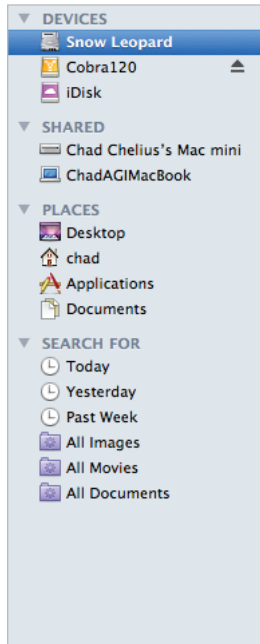 DEVICES
Snow Leopard
Cobra120
iDisk
SHARED
Chad Chelius's Mac mini
ChadAGIMacBook
PLACES
Desktop
chad
Applications
Documents
SEARCH FOR
Today
Yesterday
Past Week
All Images
All Movies
All Documents